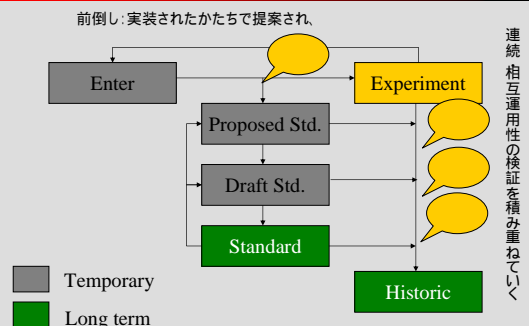 前倒し:実装されたかたちで提案され、
Enter
Experiment
Proposed Std.
Draft Std.
Standard
Historic
Temporary
Long term
連続 相互運用性の検証を積み重ねていく